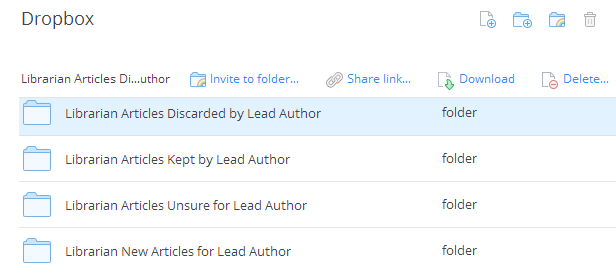 Dropbox
Librarian Articles Di...uthor Invite to folder... Share link... Download Delete...
Librarian Articles Discarded by Lead Author folder
Librarian Articles Kept by Lead Author folder
Librarian Articles Unsure for Lead Author folder
Librarian New Articles for Lead Author folder